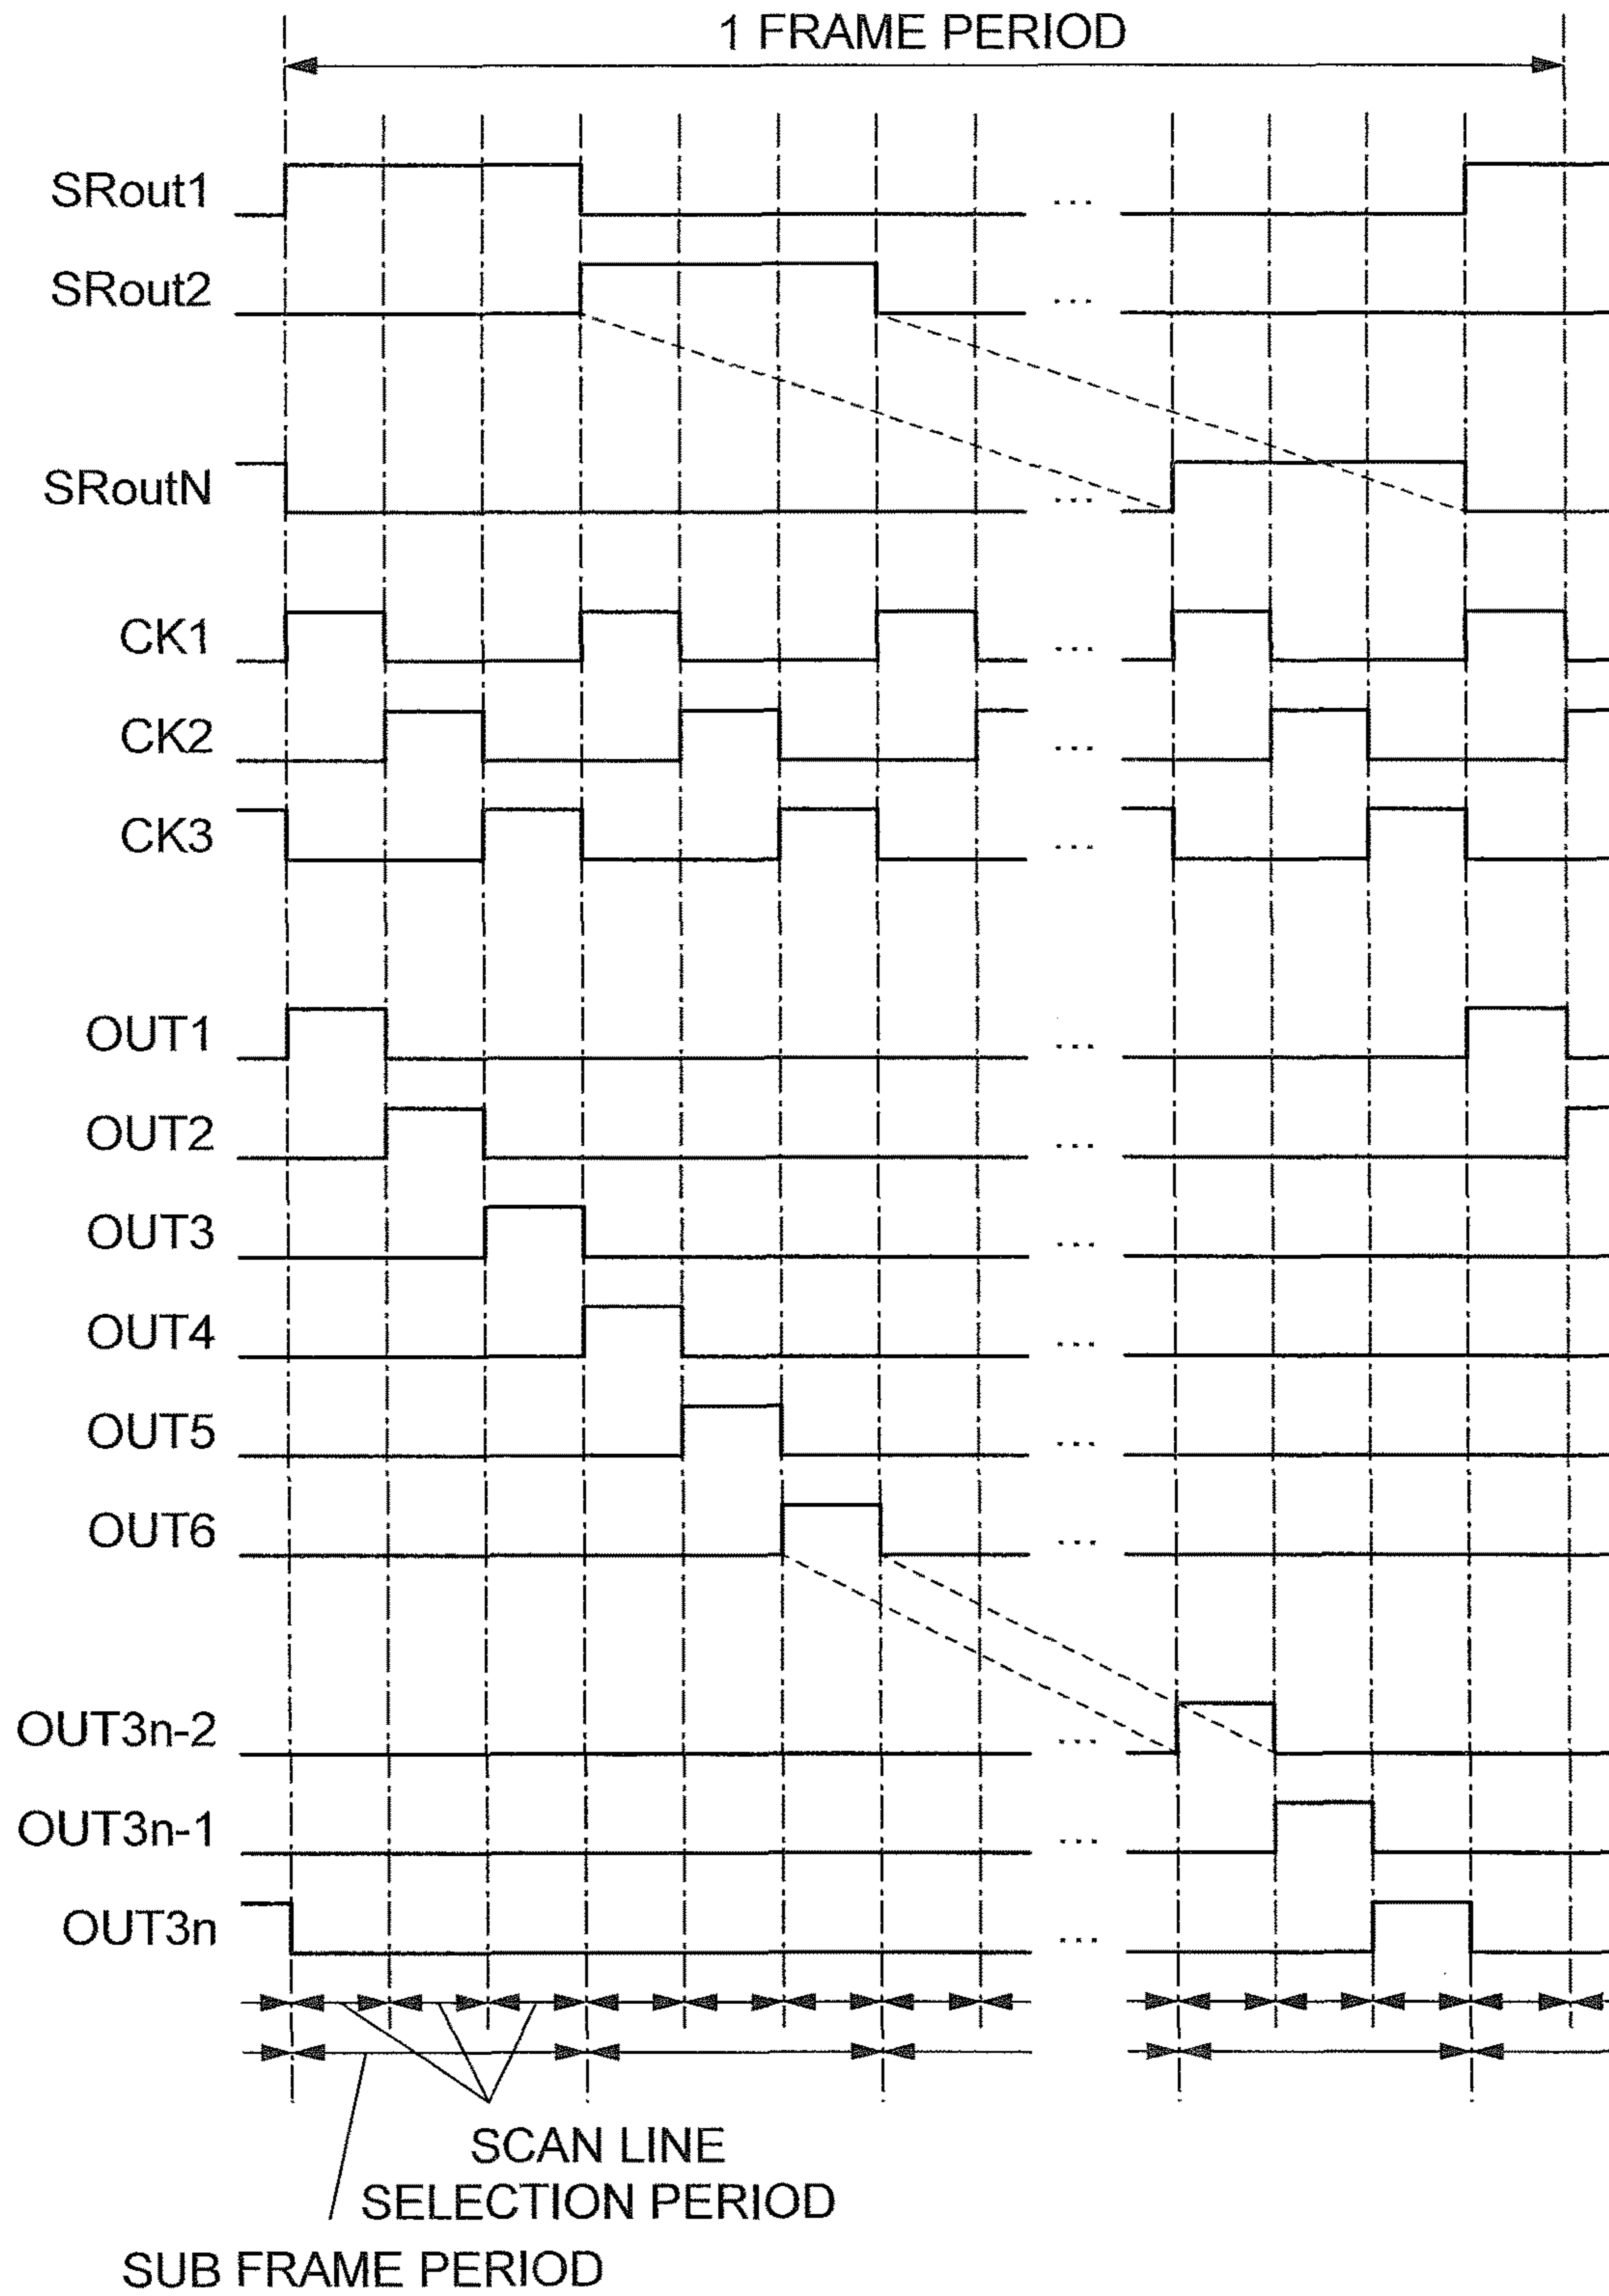 1 FRAME PERIOD
SRout1
...
SRout2
...
SRoutN
...
CK1
...
CK2
...
CK3
...
OUT1
...
OUT2
...
OUT3
...
OUT4
...
OUT5
...
OUT6
...
OUT3n-2
...
OUT3n-1
...
OUT3n
...
SCAN LINE
SELECTION PERIOD
SUB FRAME PERIOD